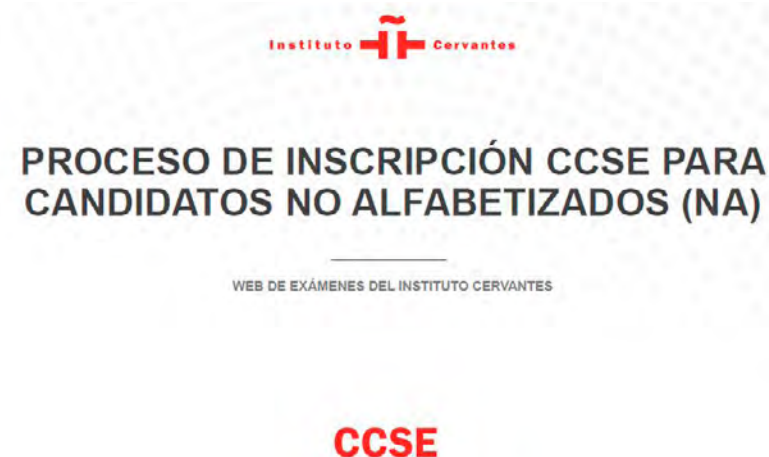 Instituto Cervantes
PROCESO DE INSCRIPCIÓN CCSE PARA
CANDIDATOS NO ALFABETIZADOS (NA)
WEB DE EXÁMENES DEL INSTITUTO CERVANTES
CCSE